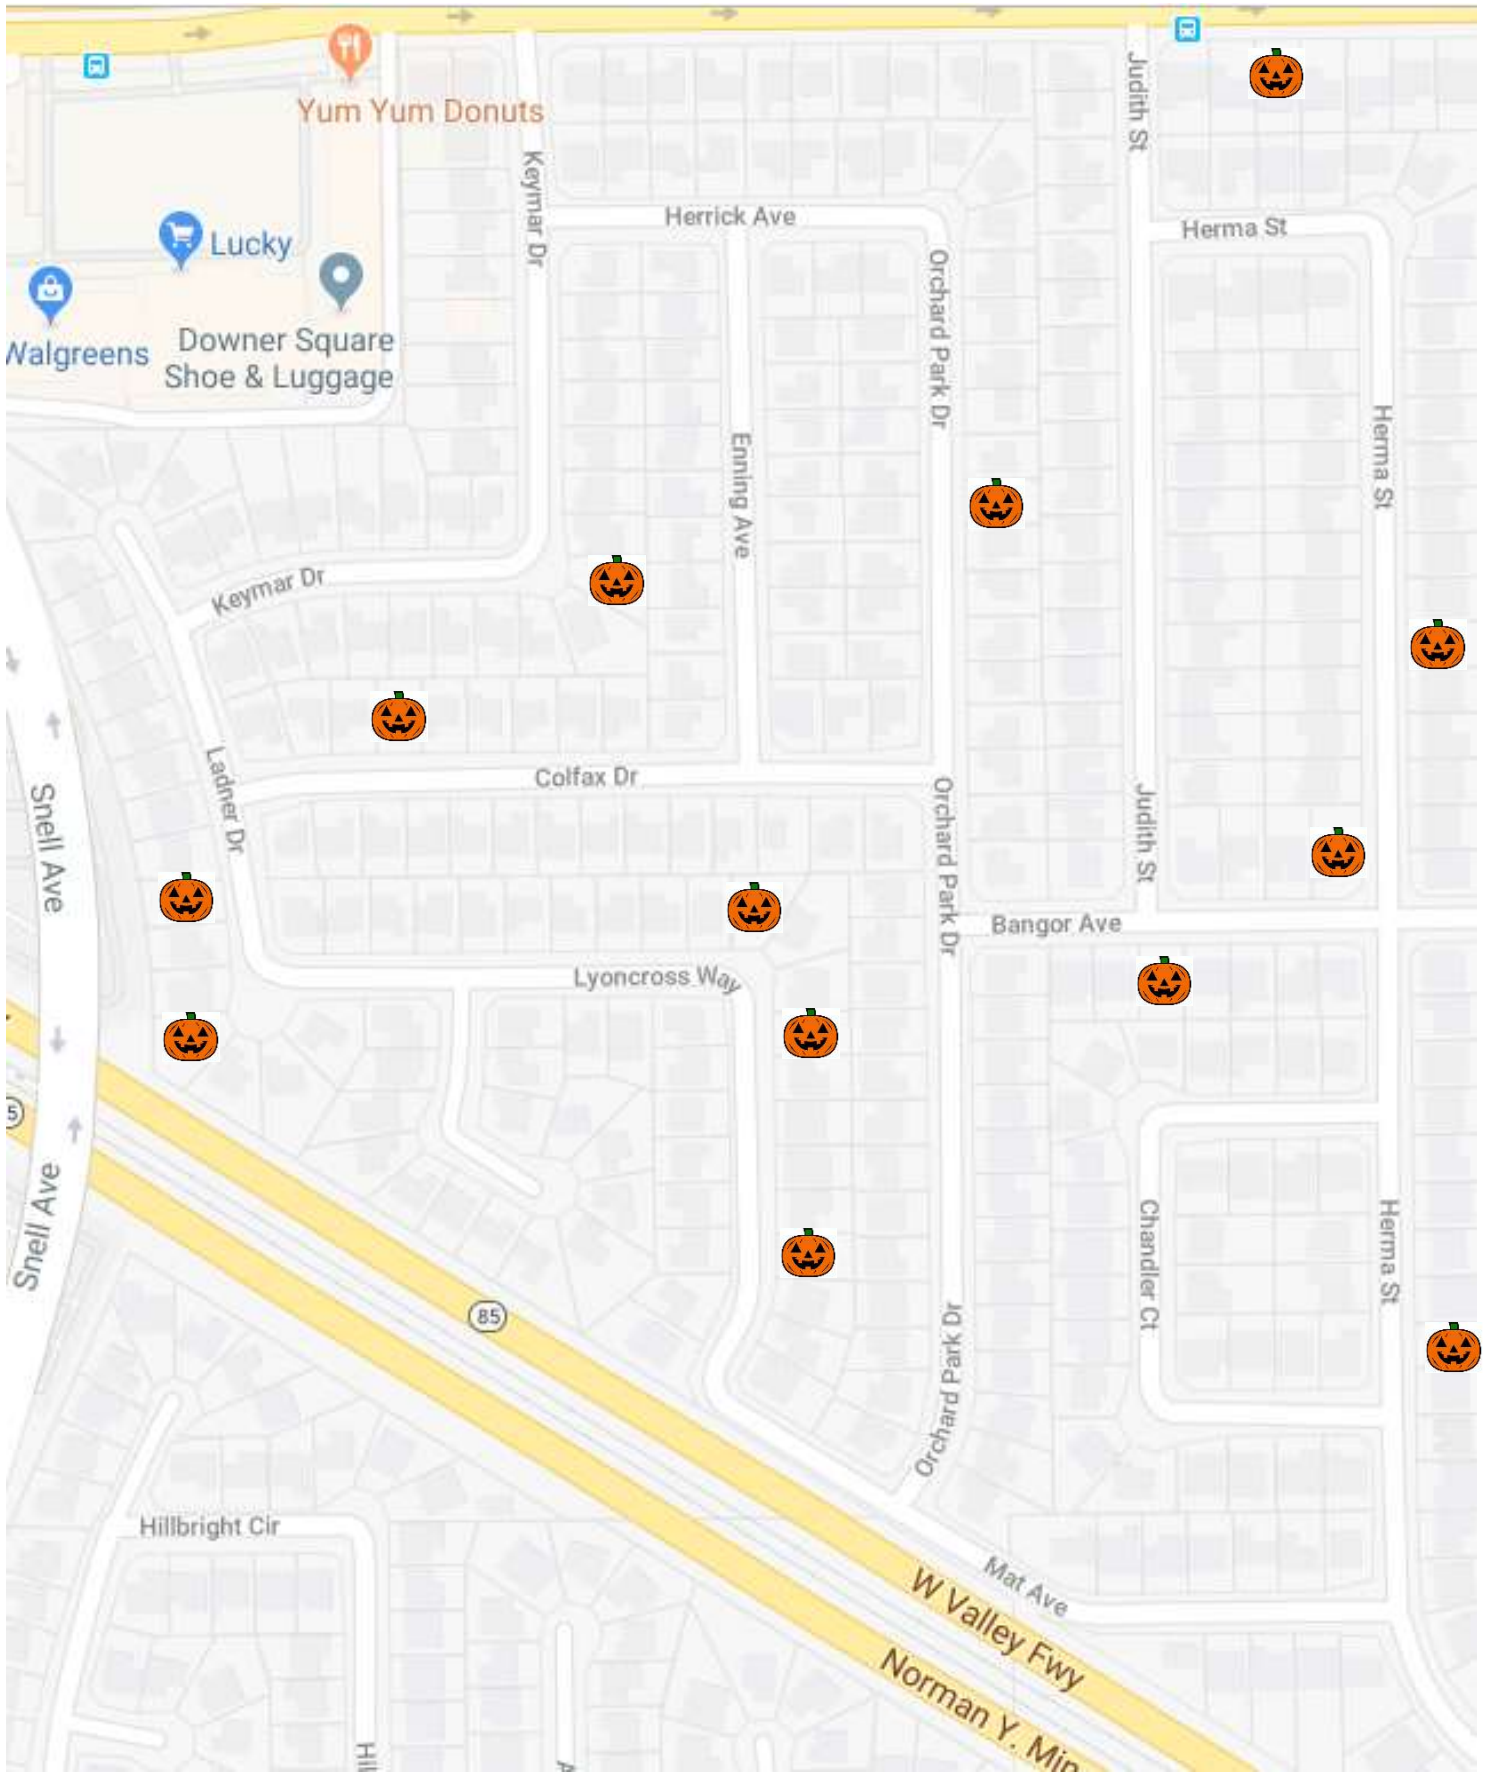 Yum Yum Donuts
Judith St
Keymar Dr
Herrick Ave
Herma St
Lucky
Orchard Park Dr
Walgreens
Downer Square
Shoe & Luggage
Herma St
Enning Ave
Keymar Dr
Colfax Dr
Ladner Dr
Snell Ave
Orchard Park Dr
Judith St
Bangor Ave
Lyoncross Way
5
Snell Ave
Chandler Ct
Herma St
85
Orchard Park Dr
Hillbright Cir
Mat Ave
W Valley Fwy
Norman Y. Min
Hil
A